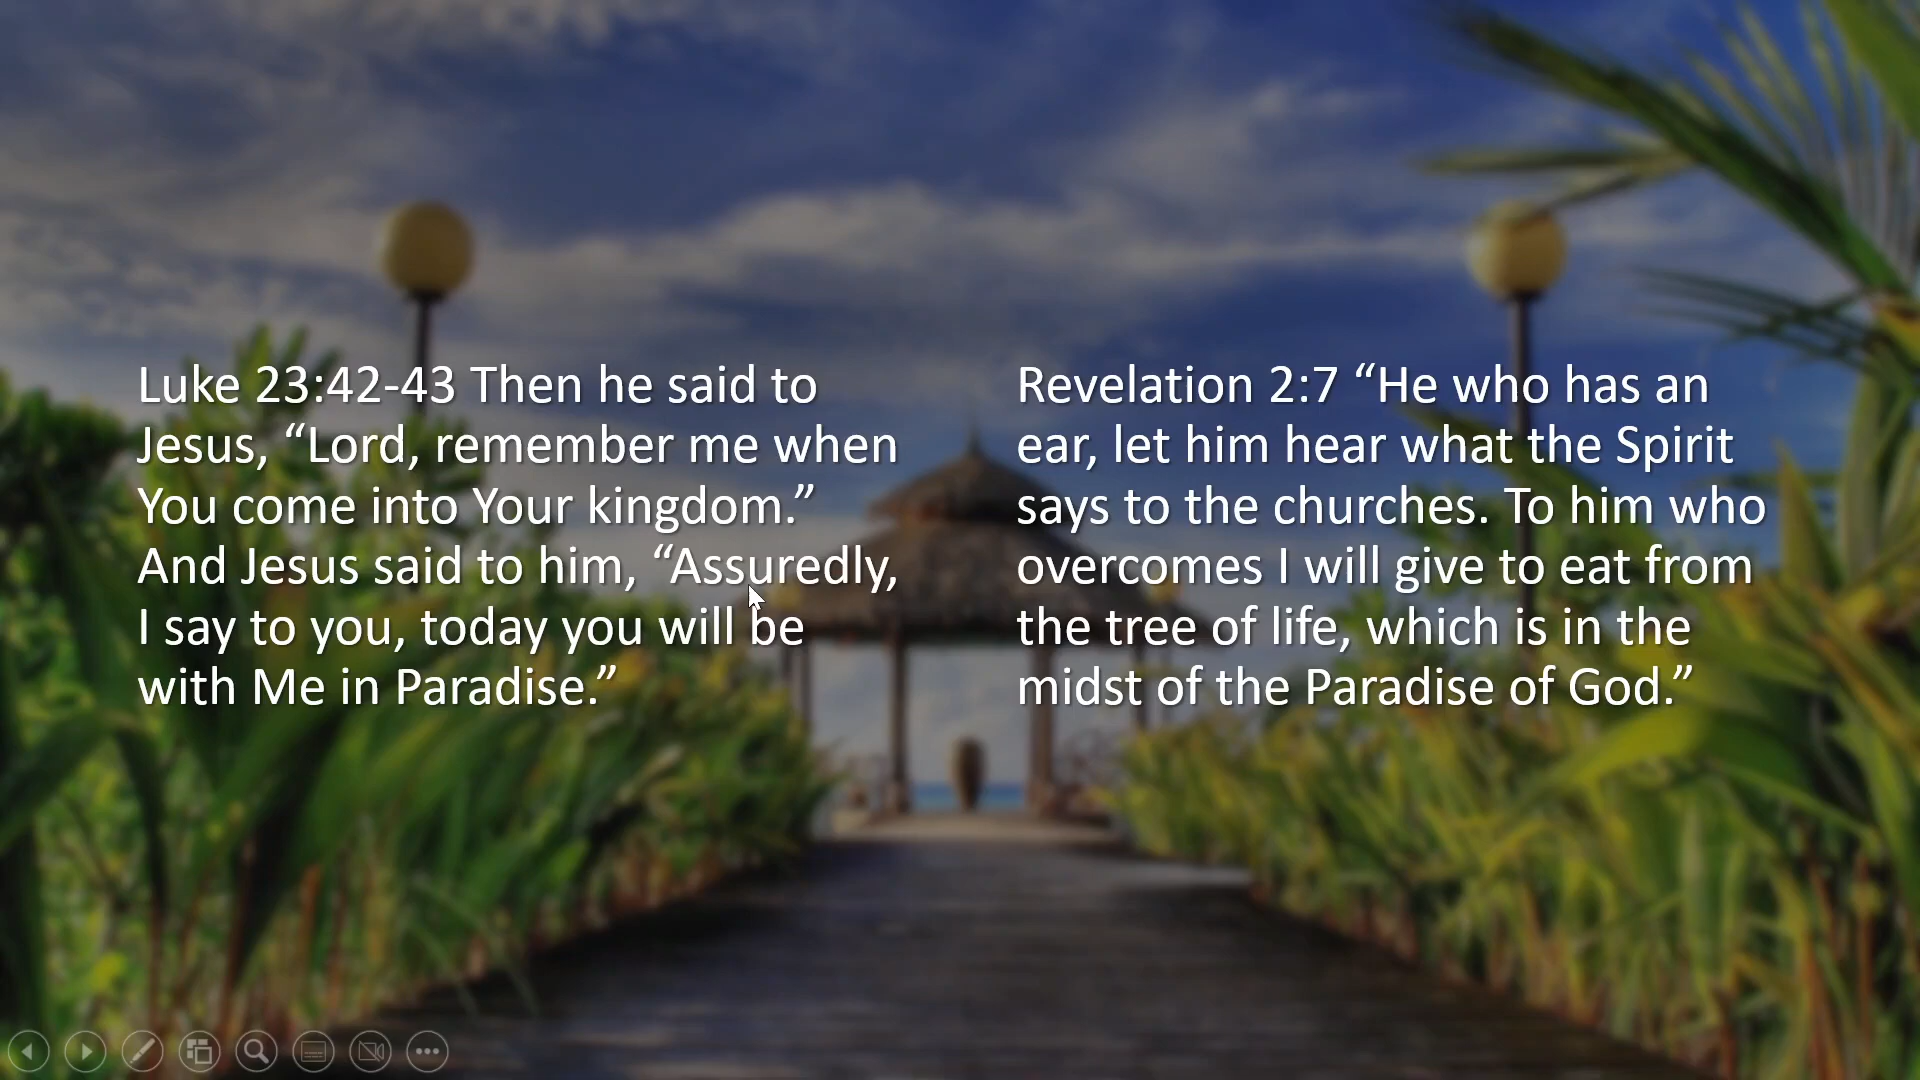 Luke 23:42-43 Then he said to
Jesus, “Lord, remember me when
You come into Your kingdom.”
And Jesus said to him, “Assuredly,
I say to you, today you will be
with Me in Paradise.”
Revelation 2:7 “He who has an
ear, let him hear what the Spirit
says to the churches. To him who
overcomes I will give to eat from
the tree of life, which is in the
midst of the Paradise of God.”